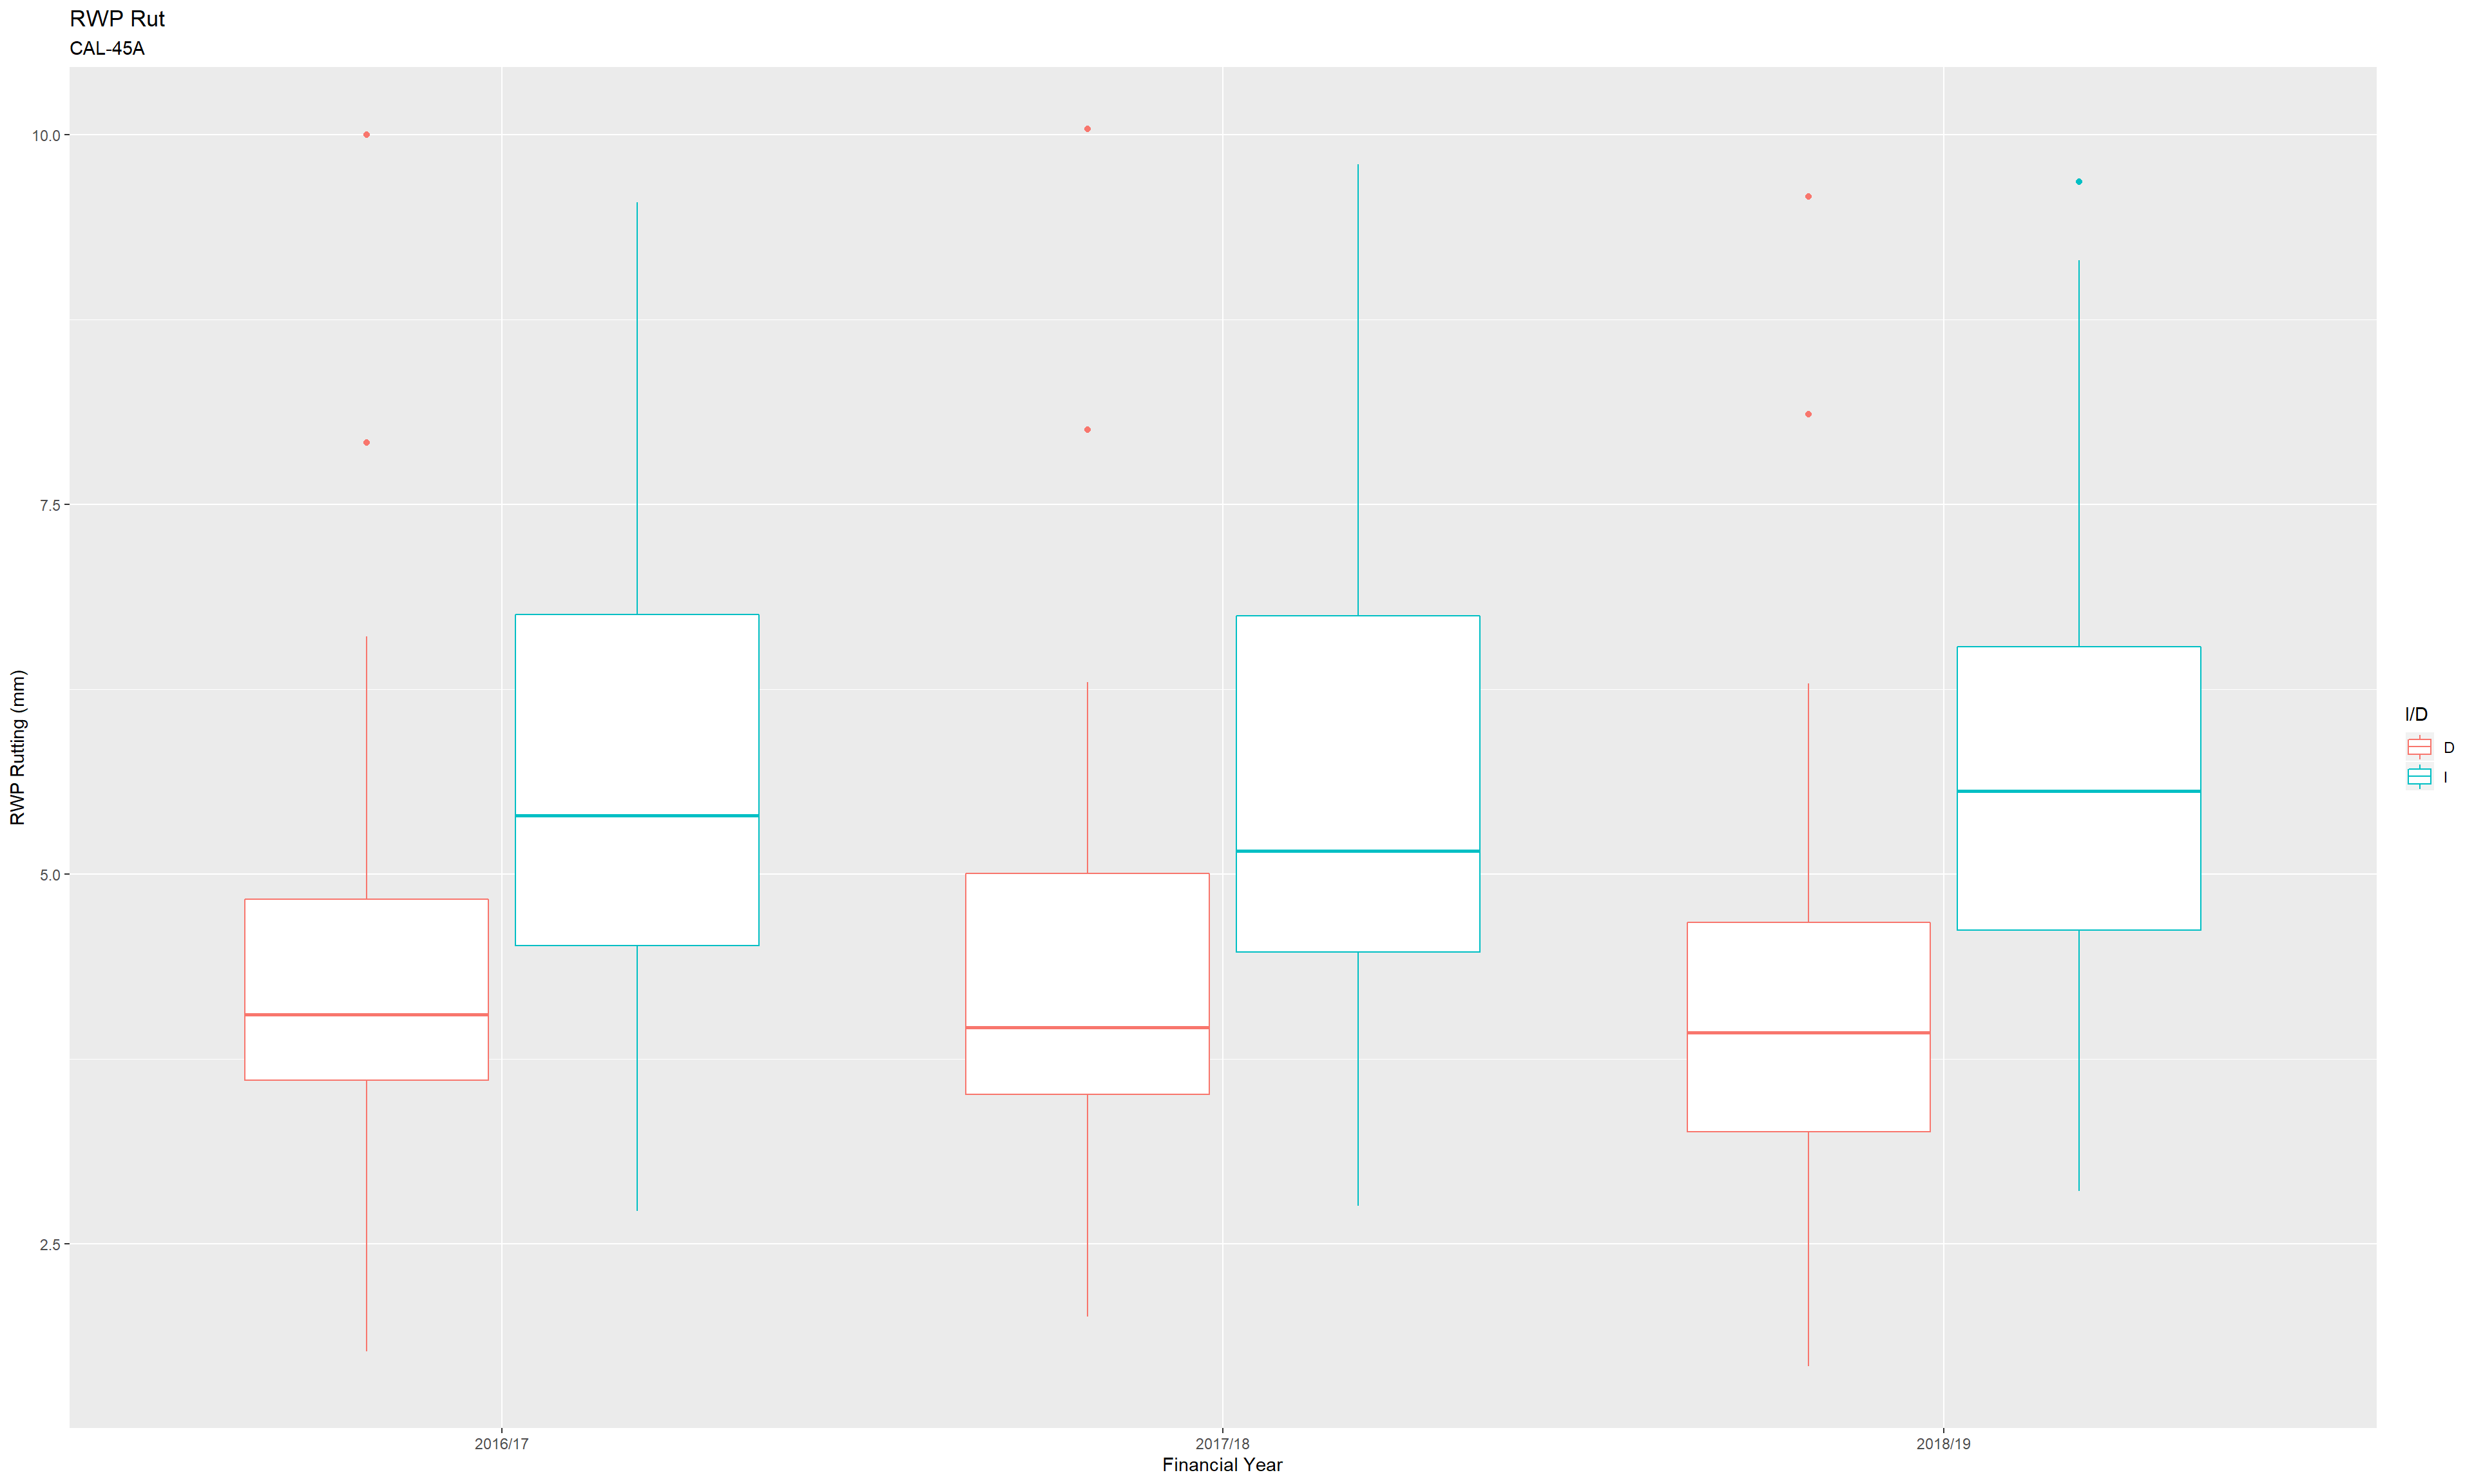 RWP Rut
CAL-45A
RWP Rutting (mm)
10.0
7.5
5.0
2.5
2016/17
2017/18
2018/19
Financial Year
I/D
D
I